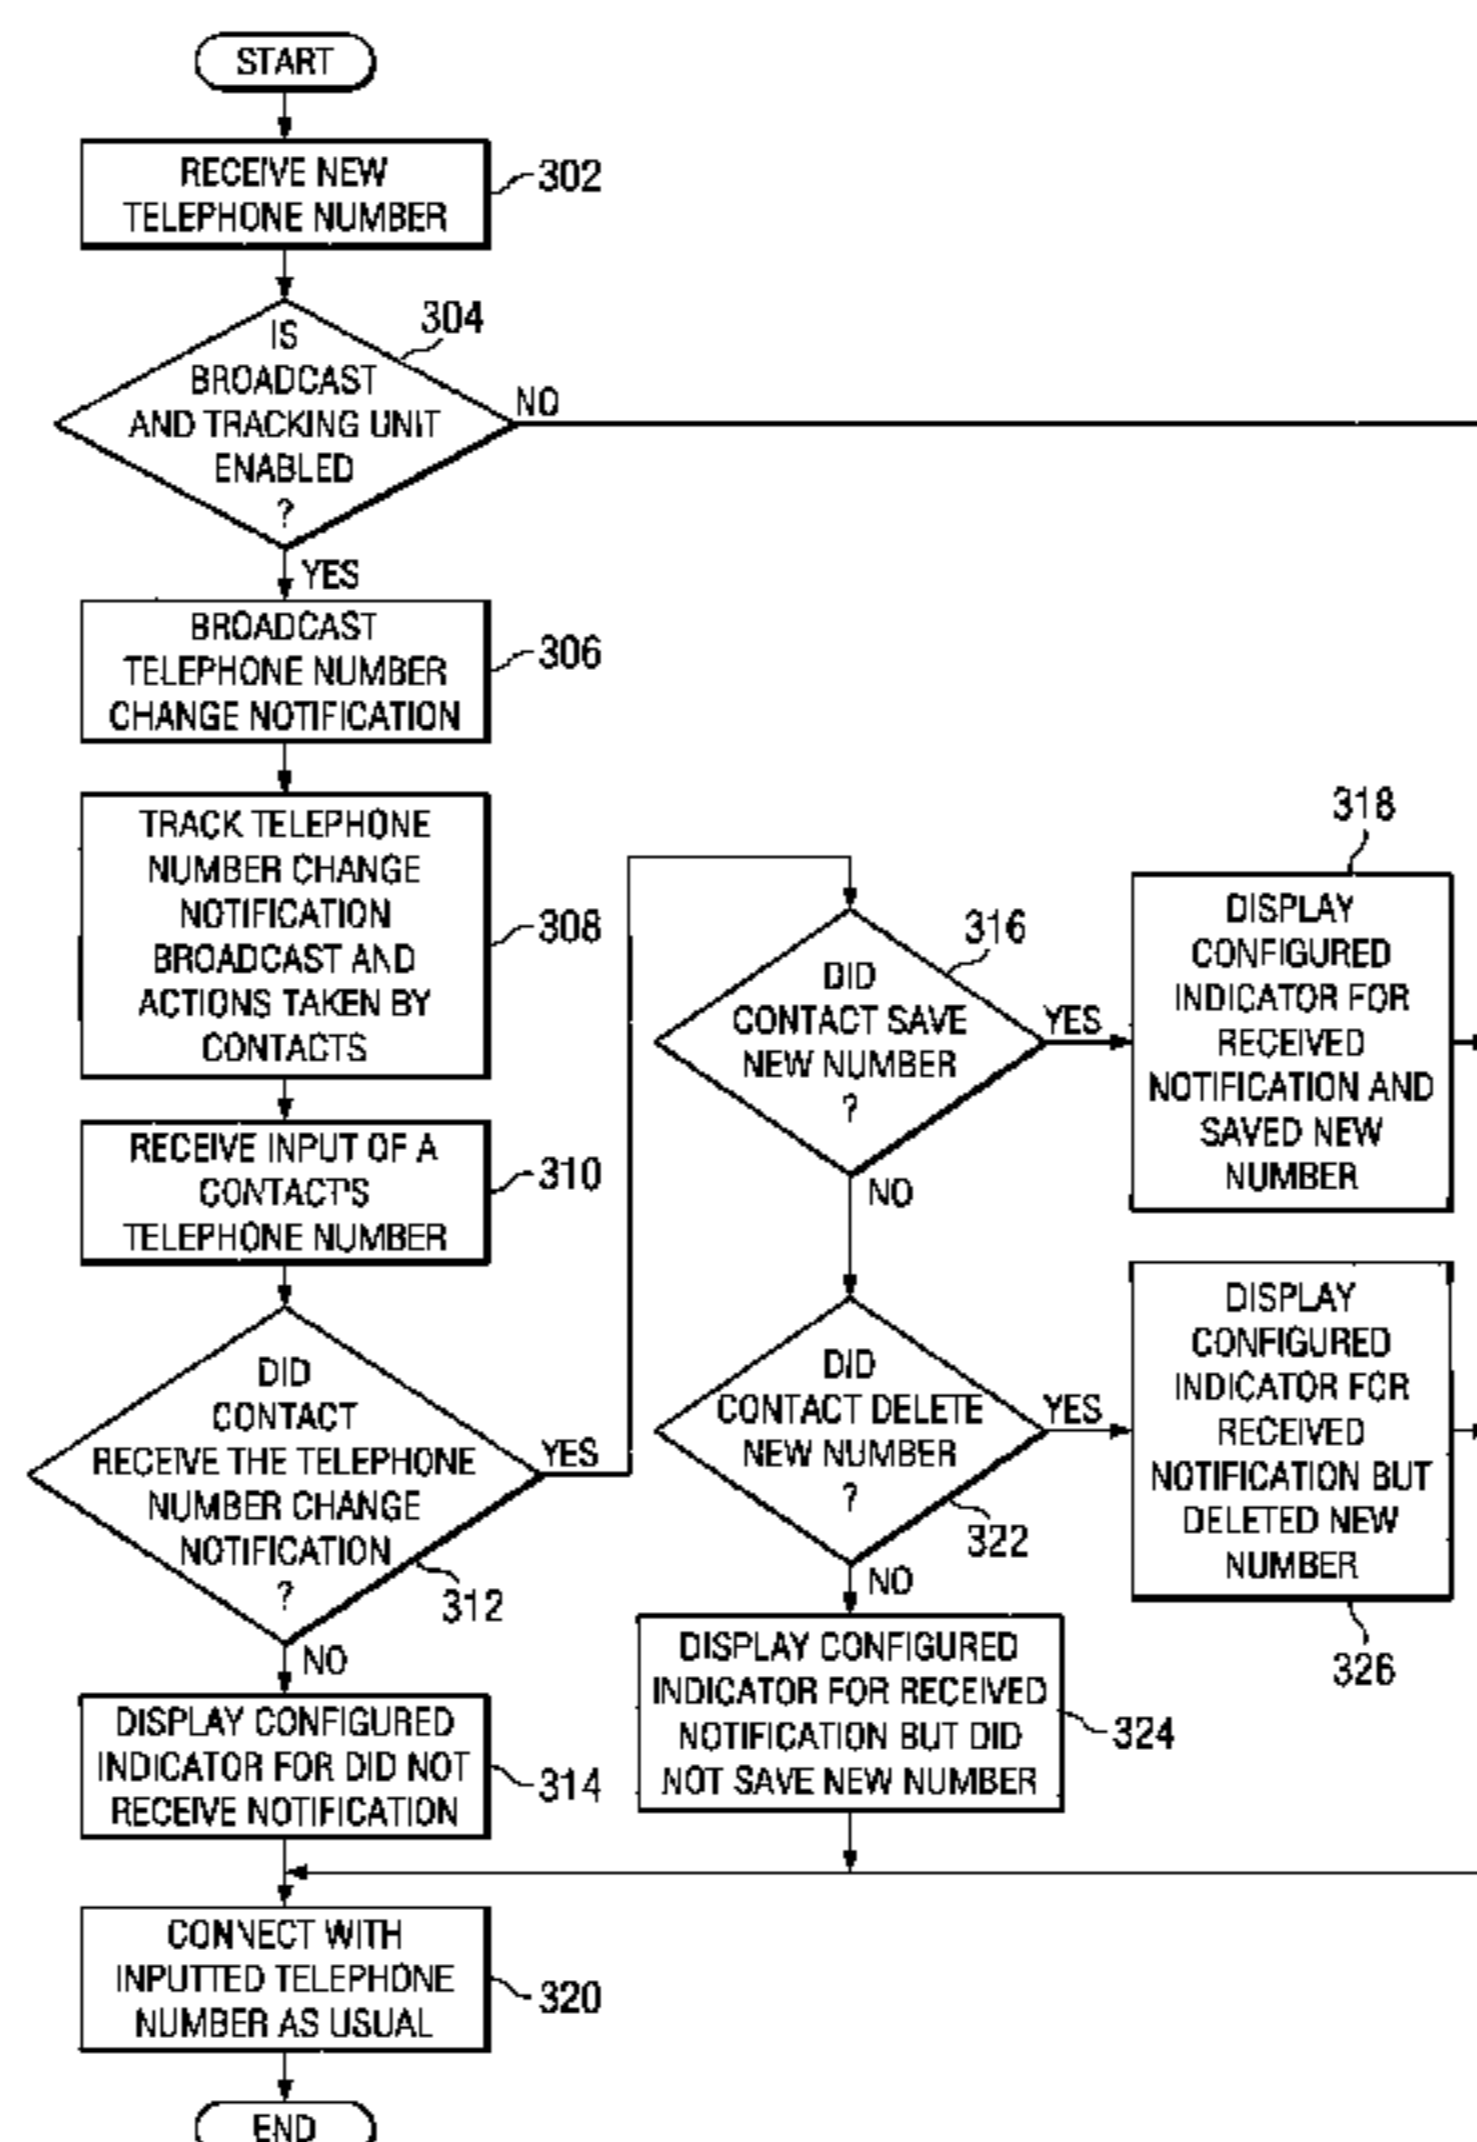 START
RECEIVE NEW
TELEPHONE NUMBER
302
IS
BROADCAST
AND TRACKING UNIT
ENABLED
?
304
NO
YES
BROADCAST
TELEPHONE NUMBER
CHANGE NOTIFICATION
306
TRACK TELEPHONE
NUMBER CHANGE
NOTIFICATION
BROADCAST AND
ACTIONS TAKEN BY
CONTACTS
308
RECEIVE INPUT OF A
CONTACT'S
TELEPHONE NUMBER
310
DID
CONTACT
RECEIVE THE TELEPHONE
NUMBER CHANGE
NOTIFICATION
?
312
YES
NO
DISPLAY CONFIGURED
INDICATOR FOR DID NOT
RECEIVE NOTIFICATION
314
DID
CONTACT SAVE
NEW NUMBER
?
316
YES
NO
318
DISPLAY
CONFIGURED
INDICATOR FOR
RECEIVED
NOTIFICATION AND
SAVED NEW
NUMBER
DID
CONTACT DELETE
NEW NUMBER
?
322
YES
NO
DISPLAY
CONFIGURED
INDICATOR FOR
RECEIVED
NOTIFICATION BUT
DELETED NEW
NUMBER
326
DISPLAY CONFIGURED
INDICATOR FOR RECEIVED
NOTIFICATION BUT DID
NOT SAVE NEW NUMBER
324
CONNECT WITH
INPUTTED TELEPHONE
NUMBER AS USUAL
320
END